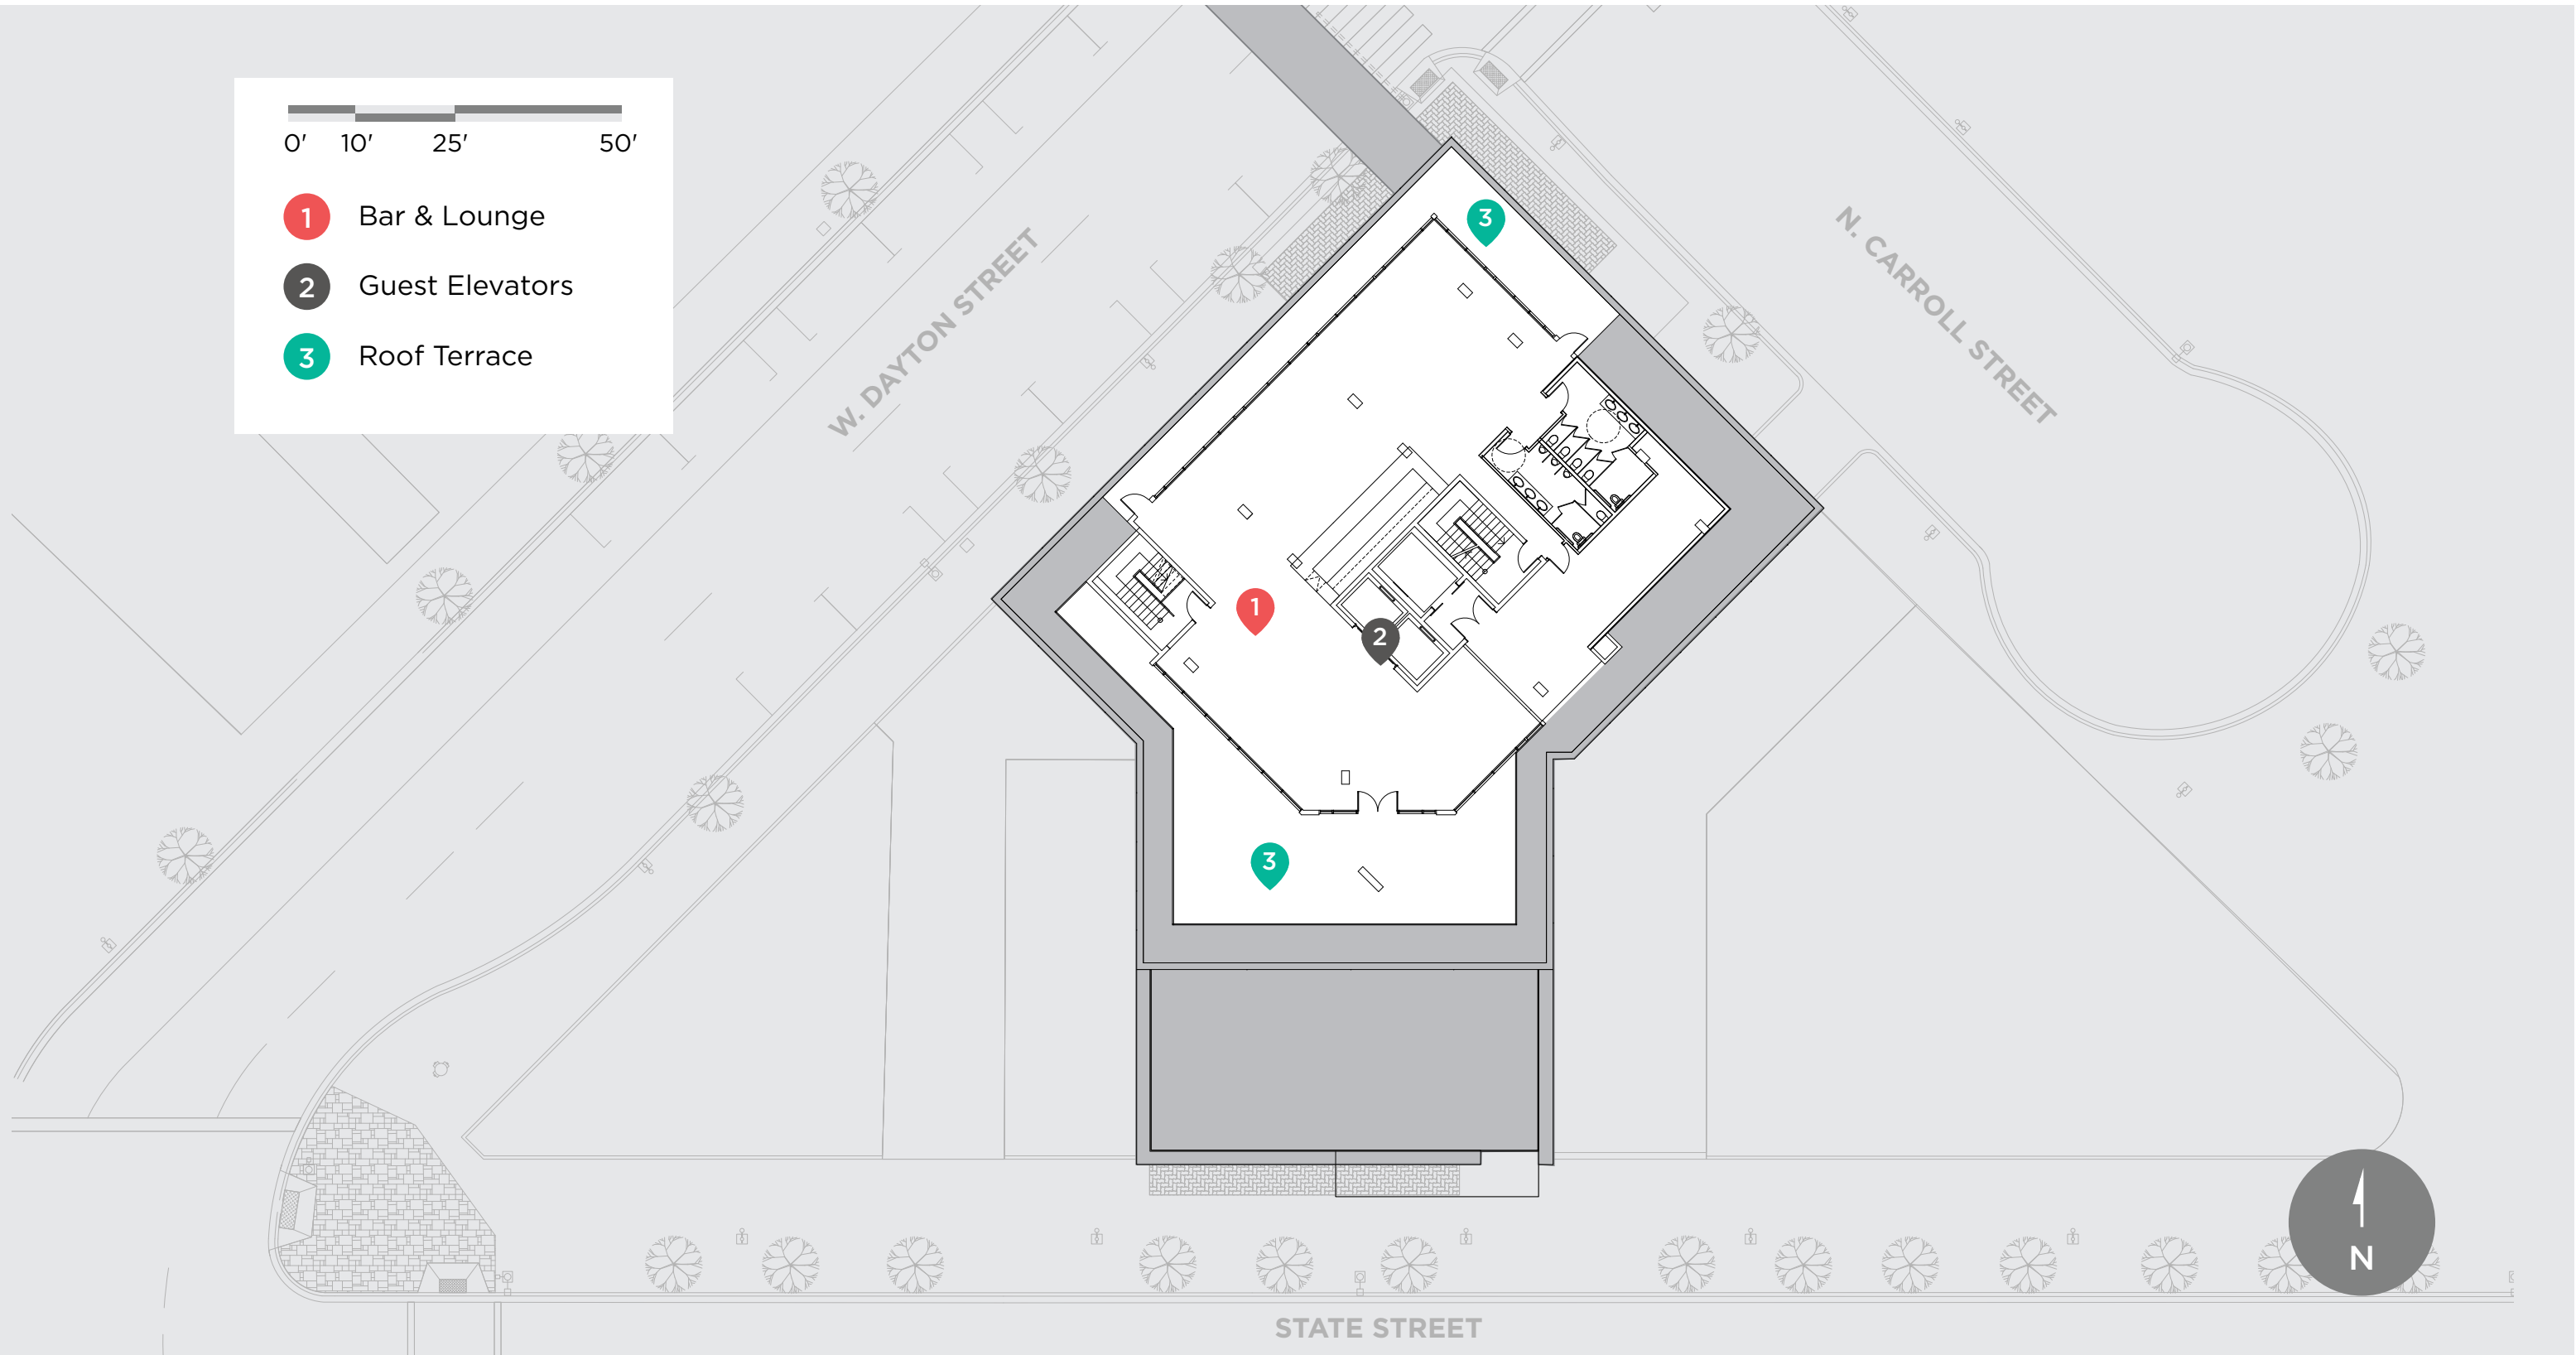 0' 10' 25' 50'
1 Bar & Lounge
2 Guest Elevators
3 Roof Terrace
W. DAYTON STREET
N. CARROLL STREET
3
1
2
3
N
STATE STREET